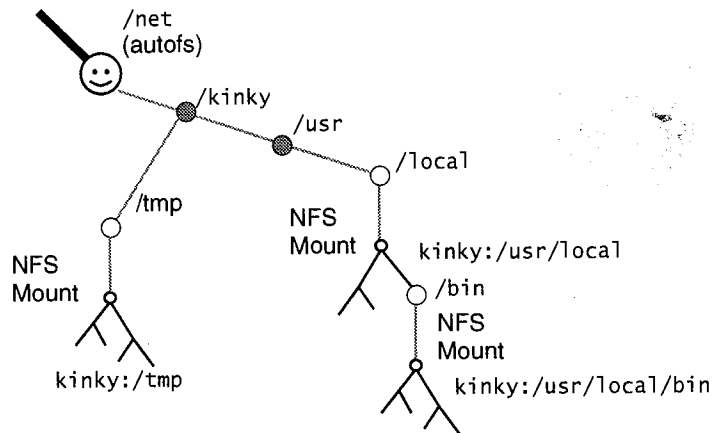 /net
(autofs)
/kinky
/usr
/local
/tmp
NFS
Mount
kinky:/usr/local
/bin
NFS
Mount
kinky:/tmp
NFS
Mount
kinky:/usr/local/bin